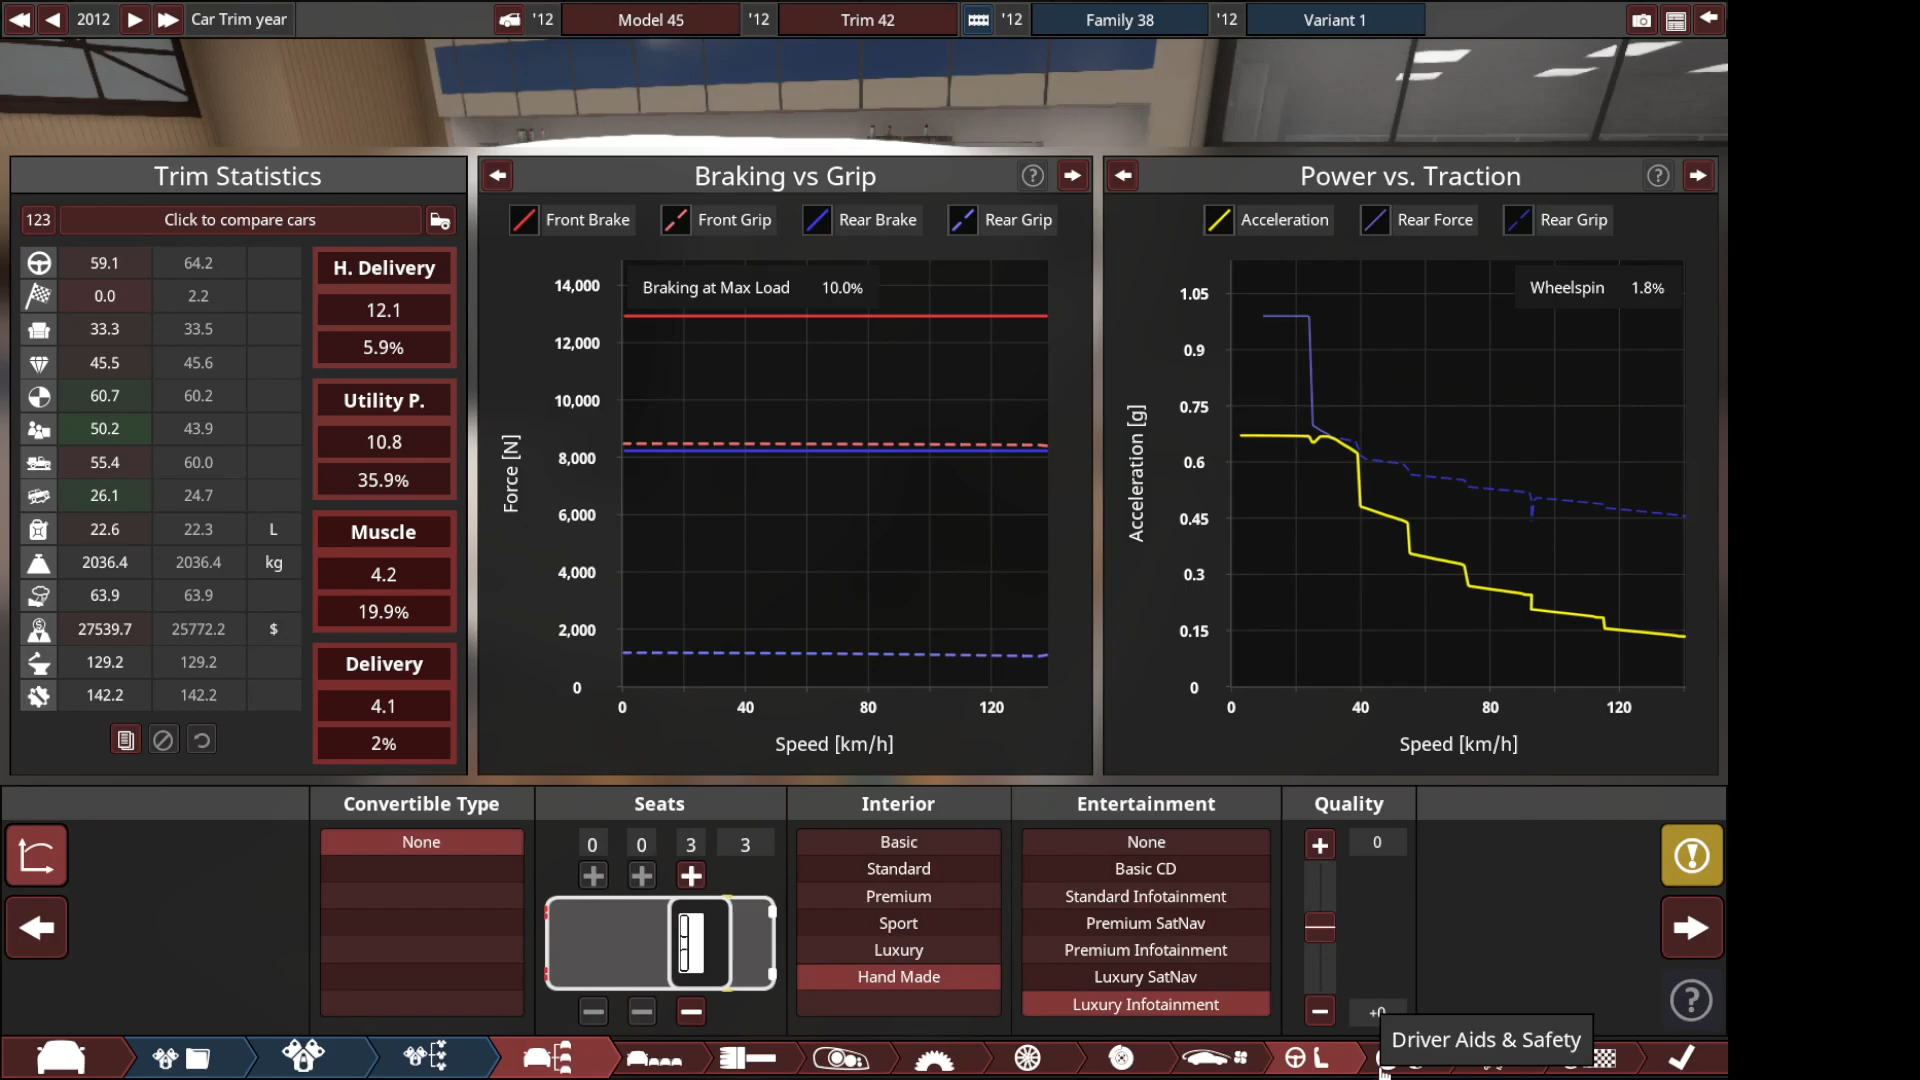 2012 Car Trim year '12 Model 45 '12 Trim 42 '12 Family 38 '12 Variant 1
Trim Statistics
123 Click to compare cars
59.1 64.2
0.0 2.2
33.3 33.5
45.5 45.6
60.7 60.2
50.2 43.9
55.4 60.0
26.1 24.7
22.6 22.3 L
2036.4 2036.4 kg
63.9 63.9
27539.7 25772.2 $
129.2 129.2
142.2 142.2
H. Delivery
12.1
5.9%
Utility P.
10.8
35.9%
Muscle
4.2
19.9%
Delivery
4.1
2%
Braking vs Grip ?
Front Brake Front Grip Rear Brake Rear Grip
Braking at Max Load 10.0%
Force [N]
14,000
12,000
10,000
8,000
6,000
4,000
2,000
0
0 40 80 120
Speed [km/h]
Power vs. Traction ?
Acceleration Rear Force Rear Grip
Wheelspin 1.8%
Acceleration [g]
1.05
0.9
0.75
0.6
0.45
0.3
0.15
0
0 40 80 120
Speed [km/h]
Convertible Type
None
Seats
0 0 3 3
Interior
Basic
Standard
Premium
Sport
Luxury
Hand Made
Entertainment
None
Basic CD
Standard Infotainment
Premium SatNav
Premium Infotainment
Luxury SatNav
Luxury Infotainment
Quality
0
+0
?
Driver Aids & Safety